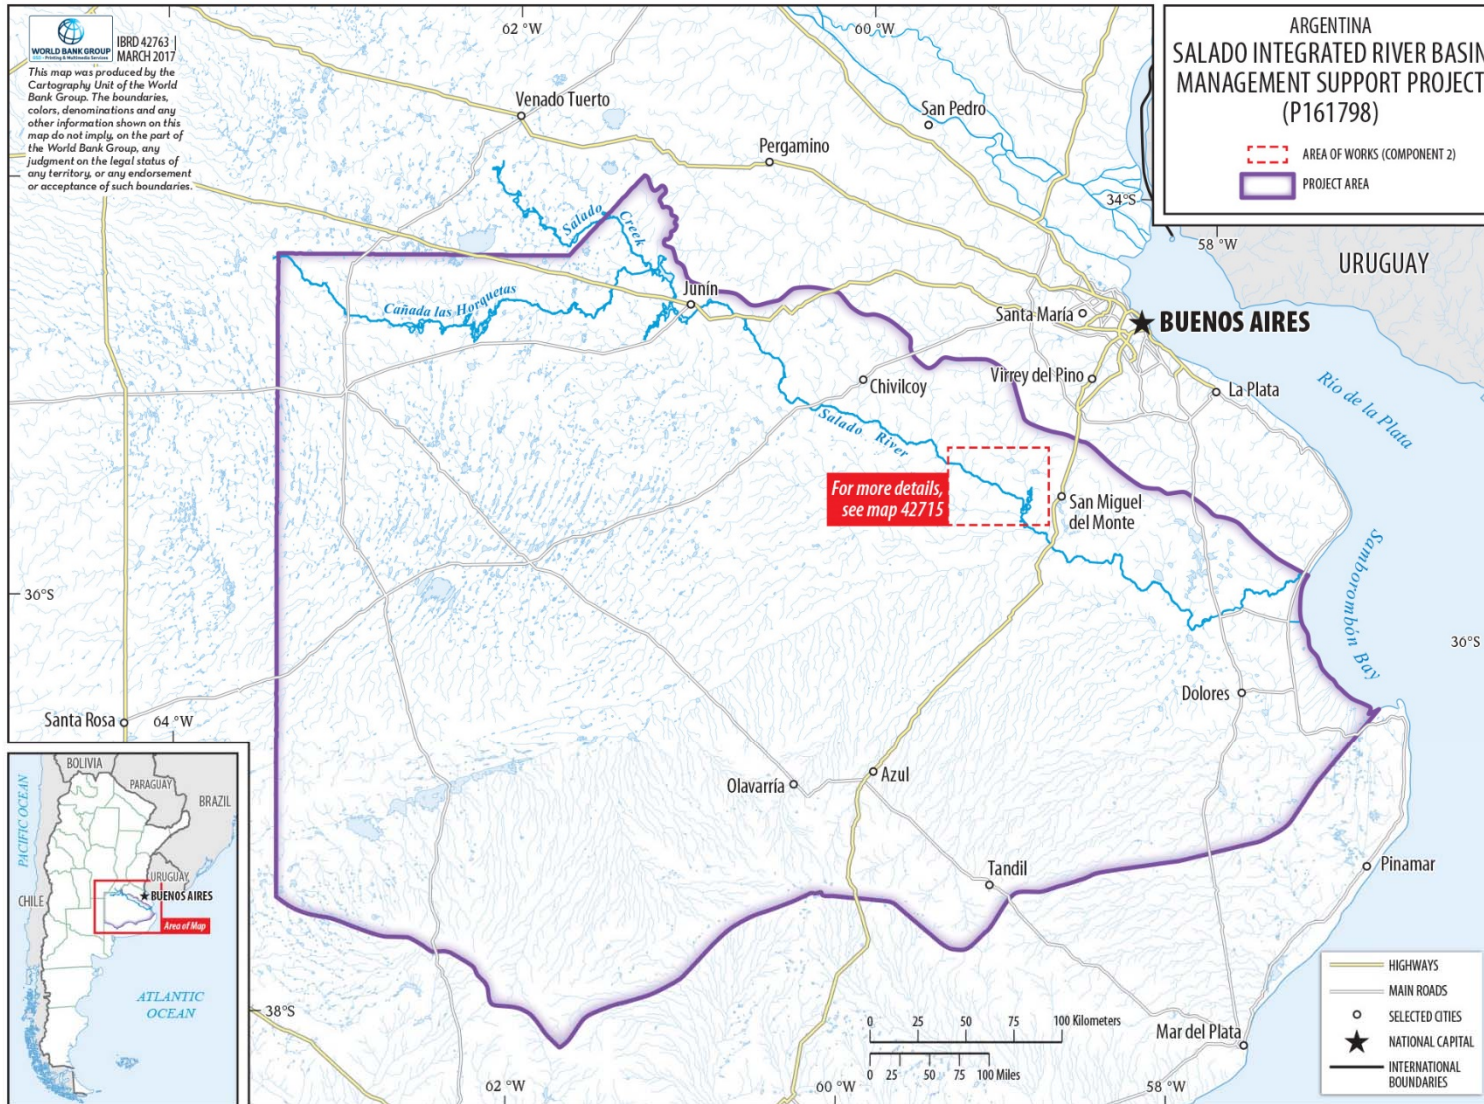 WORLD BANK GROUP
GSD - Printing & Multimedia Services
IBRD 42763
MARCH 2017
This map was produced by the
Cartography Unit of the World
Bank Group. The boundaries,
colors, denominations and any
other information shown on this
map do not imply, on the part of
the World Bank Group, any
judgment on the legal status of
any territory, or any endorsement
or acceptance of such boundaries.
ARGENTINA
SALADO INTEGRATED RIVER BASIN
MANAGEMENT SUPPORT PROJECT
(P161798)
AREA OF WORKS (COMPONENT 2)
PROJECT AREA
62 °W
60 °W
Venado Tuerto
San Pedro
Pergamino
34°S
58 °W
URUGUAY
Salado Creek
Cañada las Horquetas
Junín
Santa María
BUENOS AIRES
Chivilcoy
Virrey del Pino
La Plata
Río de la Plata
Salado River
For more details,
see map 42715
San Miguel
del Monte
Samborombón Bay
36°S
36°S
Dolores
Santa Rosa
64 °W
Olavarría
Azul
Tandil
Pinamar
38°S
0 25 50 75 100 Kilometers
0 25 50 75 100 Miles
Mar del Plata
62 °W
60 °W
58 °W
PACIFIC OCEAN
BOLIVIA
PARAGUAY
BRAZIL
URUGUAY
BUENOS AIRES
CHILE
Area of Map
ATLANTIC
OCEAN
HIGHWAYS
MAIN ROADS
SELECTED CITIES
NATIONAL CAPITAL
INTERNATIONAL
BOUNDARIES